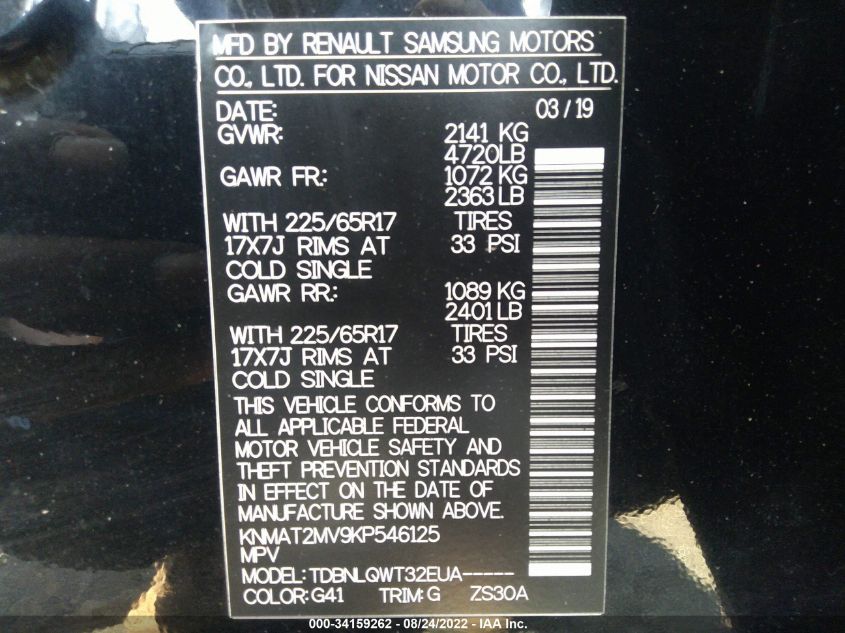 MFD BY RENAULT SAMSUNG MOTORS
CO., LTD. FOR NISSAN MOTOR CO., LTD.
DATE: 03 / 19
GVWR: 2141 KG
4720LB
GAWR FR.: 1072 KG
2363 LB
WITH 225/65R17 TIRES
17X7J RIMS AT 33 PSI
COLD SINGLE
GAWR RR.: 1089 KG
2401 LB
WITH 225/65R17 TIRES
17X7J RIMS AT 33 PSI
COLD SINGLE
THIS VEHICLE CONFORMS TO
ALL APPLICABLE FEDERAL
MOTOR VEHICLE SAFETY AND
THEFT PREVENTION STANDARDS
IN EFFECT ON THE DATE OF
MANUFACTURE SHOWN ABOVE.
KNMAT2MV9KP546125
MPV
MODEL: TDBNLQWT32EUA-----
COLOR: G41 TRIM: G ZS30A
000-34159262 - 08/24/2022 - IAA Inc.